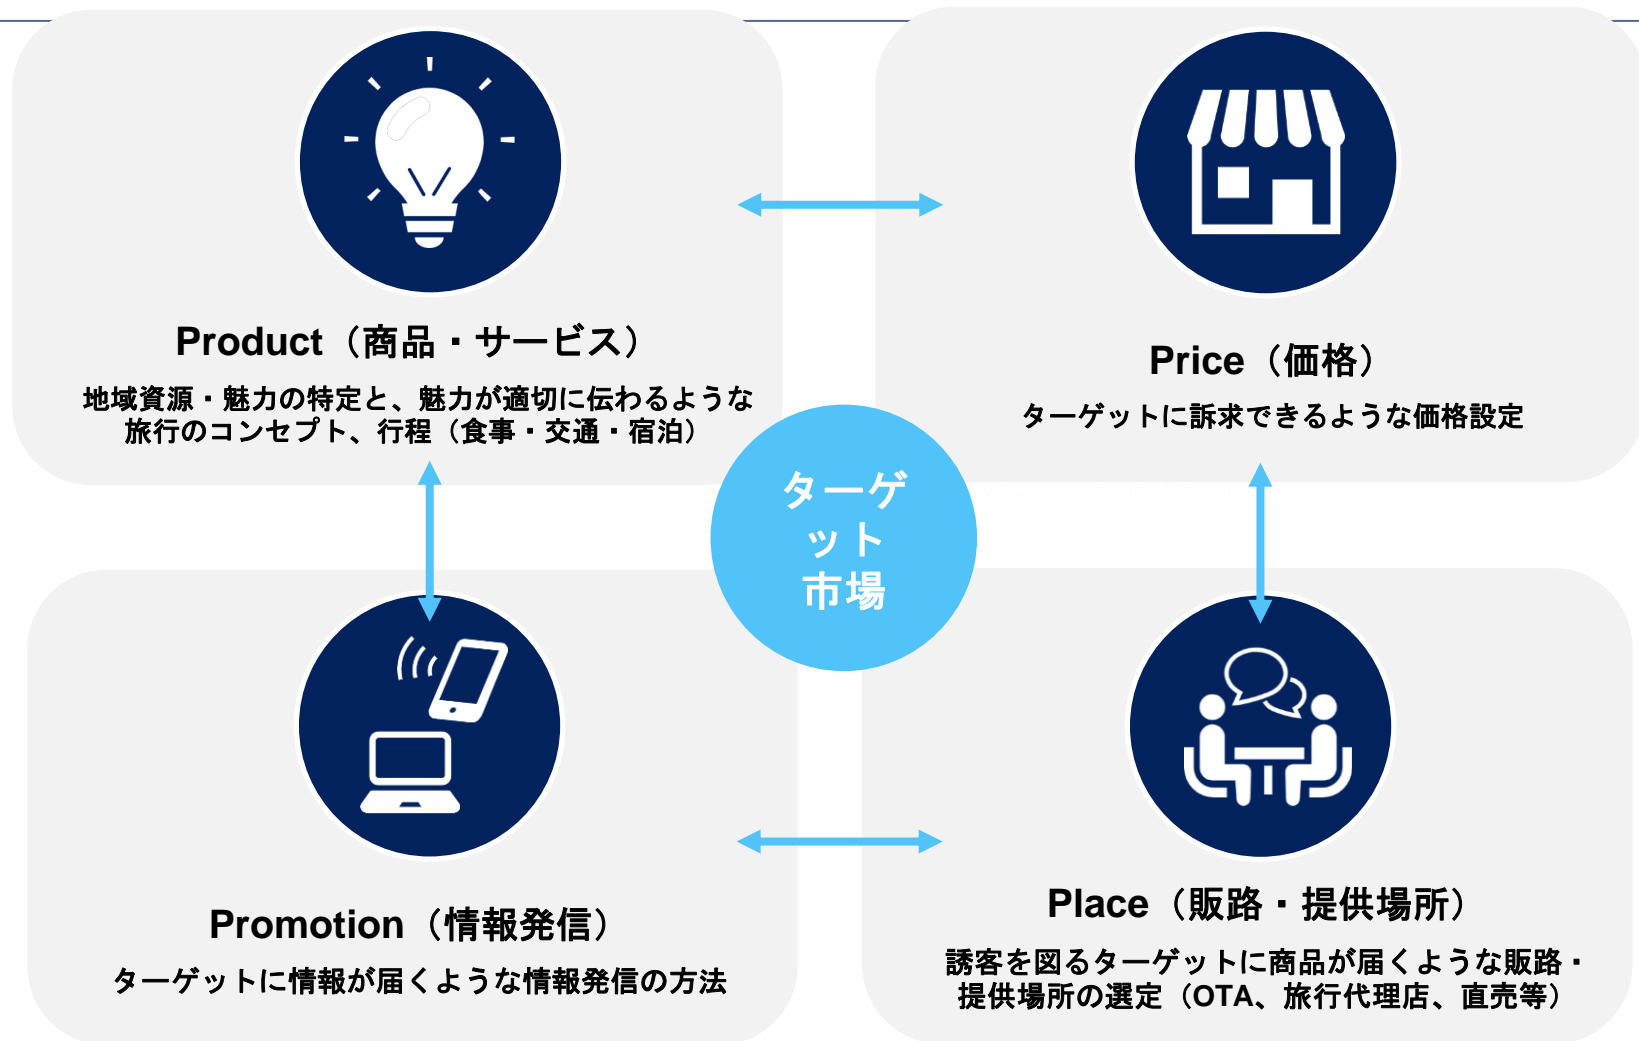 Product（商品・サービス）
地域資源・魅力の特定と、魅力が適切に伝わるような
旅行のコンセプト、行程（食事・交通・宿泊）
Price（価格）
ターゲットに訴求できるような価格設定
ターゲ
ット
市場
Promotion（情報発信）
ターゲットに情報が届くような情報発信の方法
Place（販路・提供場所）
誘客を図るターゲットに商品が届くような販路・
提供場所の選定（OTA、旅行代理店、直売等）